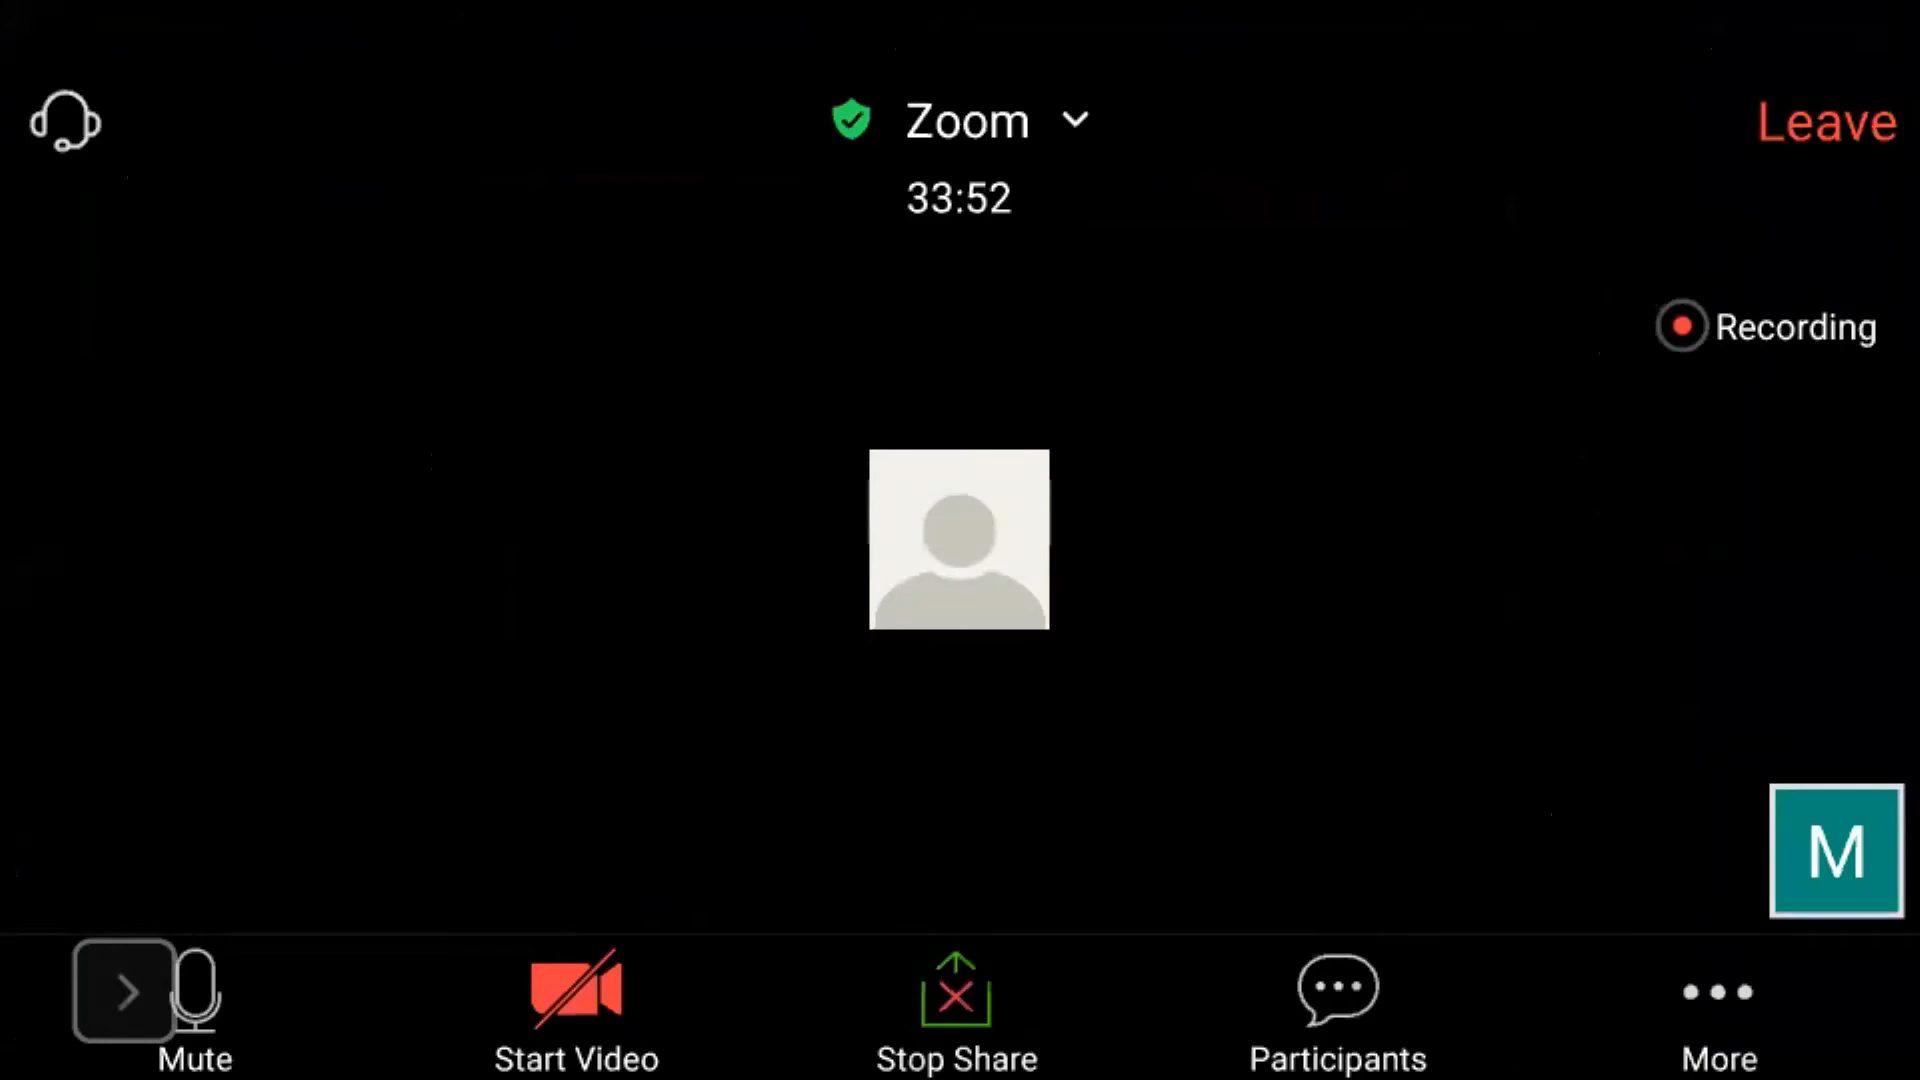 Zoom
Leave
33:52
Recording
M
Mute
Start Video
Stop Share
Participants
More